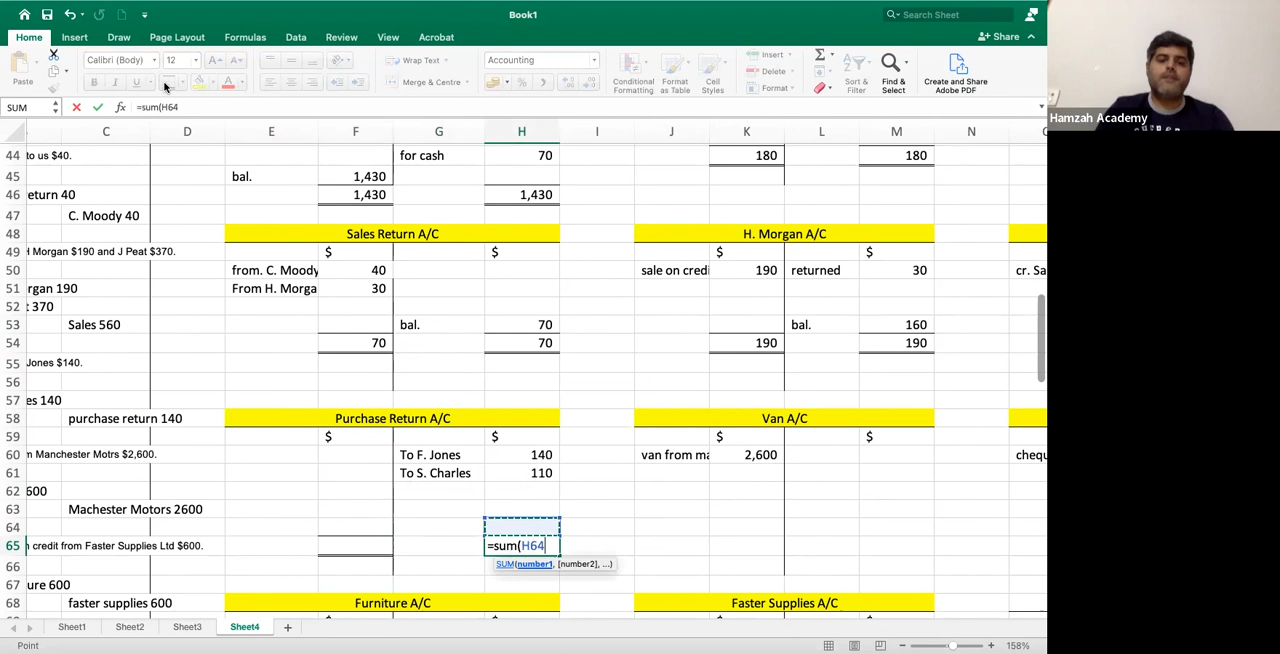 Book1
Search Sheet
Home Insert Draw Page Layout Formulas Data Review View Acrobat Share
Paste Calibri (Body) 12 A A Wrap Text Accounting Insert
B I U A Merge & Centre % Delete
Conditional Formatting Format as Table Cell Styles Format Sort & Filter Find & Select Create and Share Adobe PDF
SUM fx =sum(H64
Hamzah Academy
C D E F G H I J K L M N
44 to us $40. for cash 70 180 180
45 bal. 1,430
46 eturn 40 1,430 1,430
47 C. Moody 40
48 Sales Return A/C H. Morgan A/C
49 H Morgan $190 and J Peat $370. $ $ $ $
50 from. C. Moody 40 sale on credi 190 returned 30 cr. Sa
51 rgan 190 From H. Morga 30
52 t 370
53 Sales 560 bal. 70 bal. 160
54 70 70 190 190
55 Jones $140.
56
57 es 140
58 purchase return 140 Purchase Return A/C Van A/C
59 $ $ $ $
60 m Manchester Motrs $2,600. To F. Jones 140 van from ma 2,600 chequ
61 To S. Charles 110
62 600
63 Machester Motors 2600
64
65 n credit from Faster Supplies Ltd $600. =sum(H64
66 SUM(number1, [number2], ...)
67 ure 600
68 faster supplies 600 Furniture A/C Faster Supplies A/C
Sheet1 Sheet2 Sheet3 Sheet4 +
Point 158%